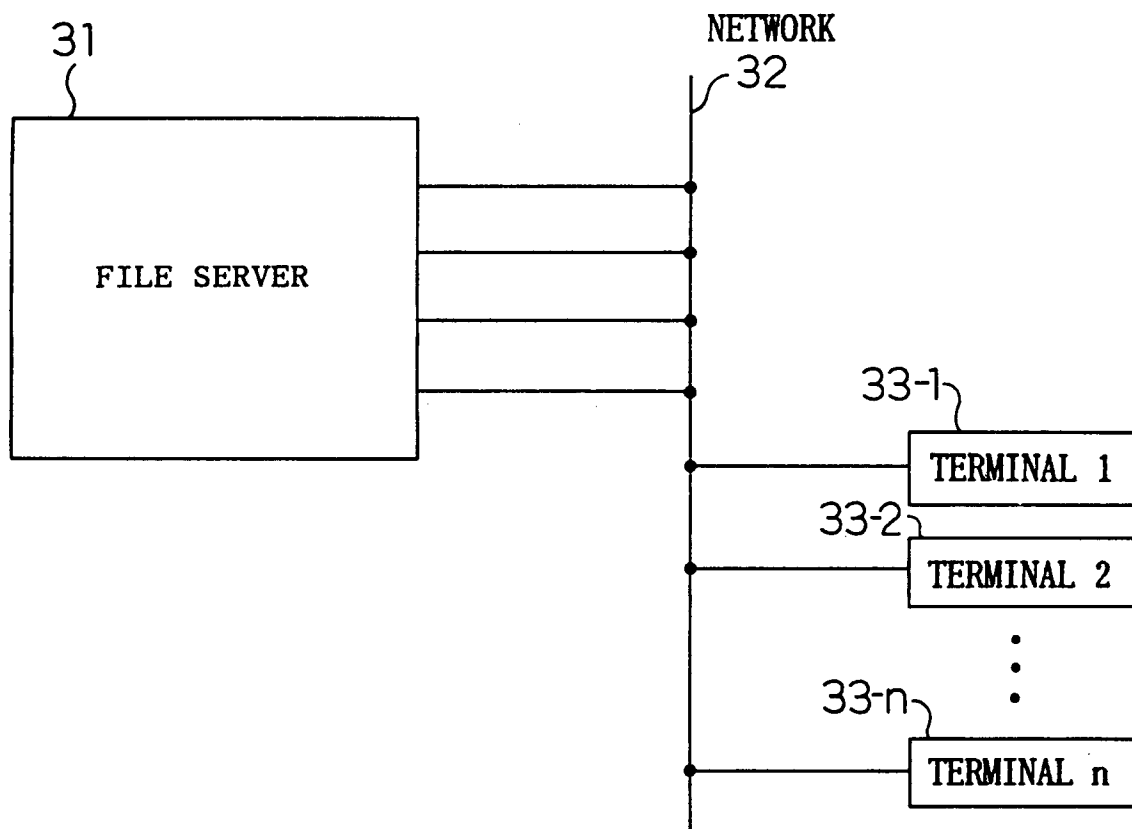 31
NETWORK
32
FILE SERVER
33-1
TERMINAL 1
33-2
TERMINAL 2
33-n
TERMINAL n